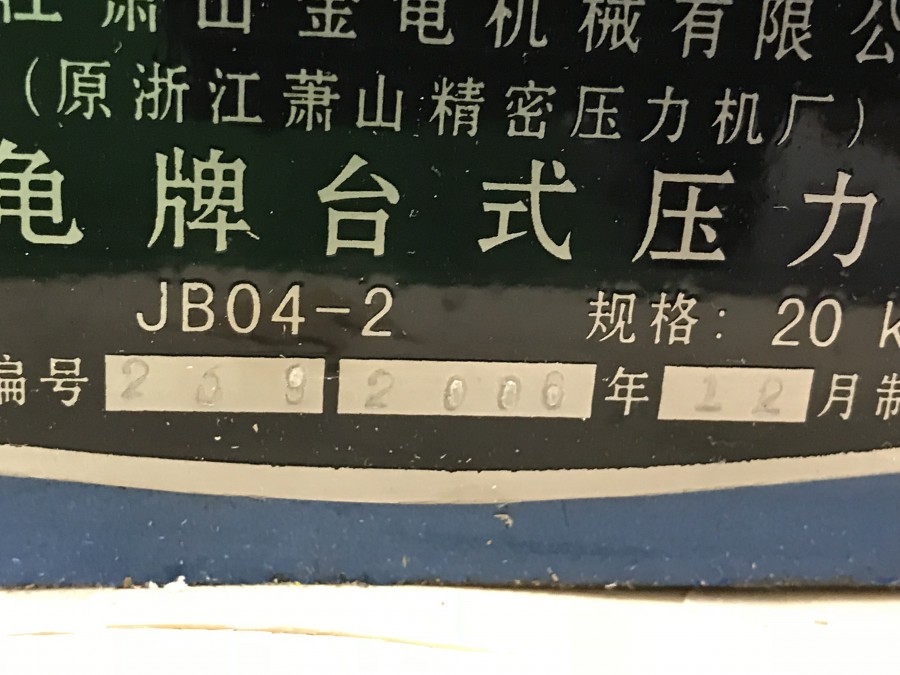 江萧山金龟机械有限公
（原浙江萧山精密压力机厂）
龟牌台式压力
JB04-2 规格: 20 k
编号 269 2006 年 12 月制